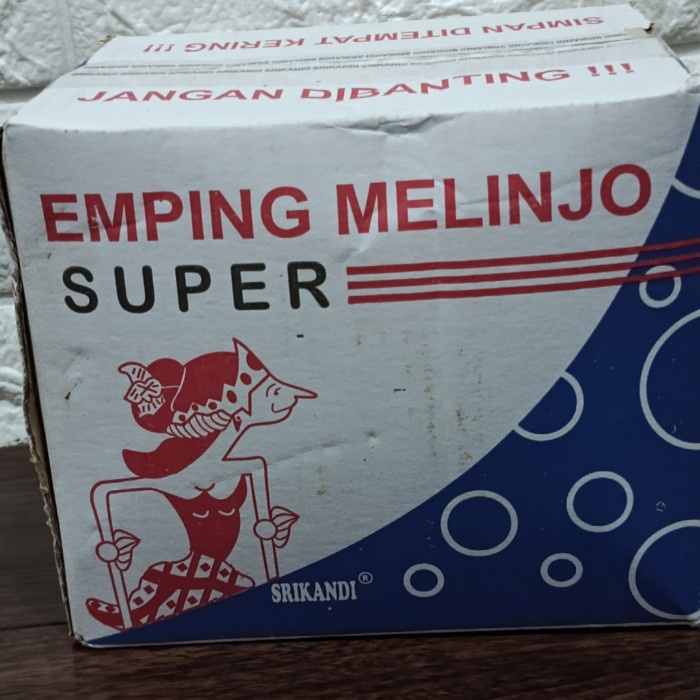 SIMPAN DITEMPAT KERING !!!
JANGAN DIBANTING !!!
EMPING MELINJO
SUPER
SRIKANDI®